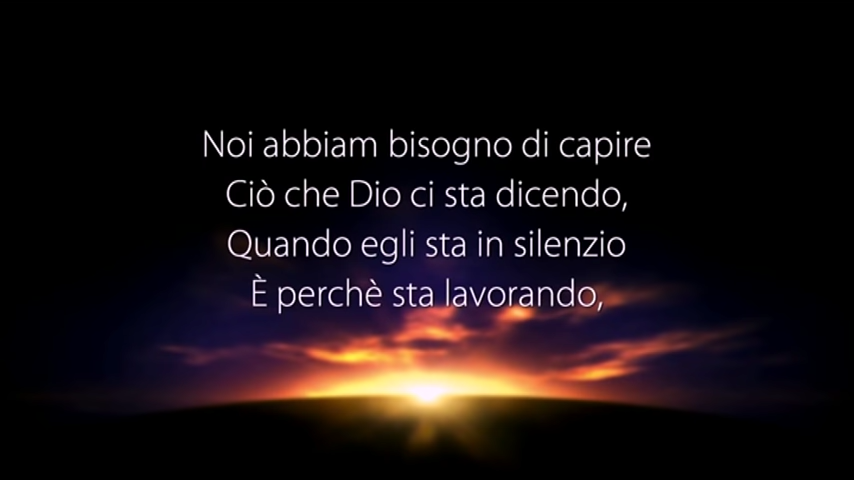 Noi abbiam bisogno di capire
Ciò che Dio ci sta dicendo,
Quando egli sta in silenzio
È perchè sta lavorando,